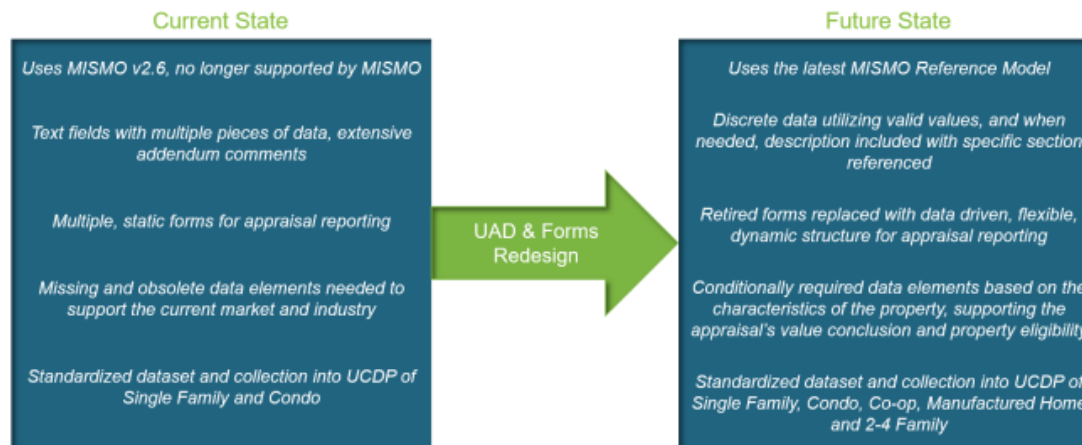 Current State
Uses MISMO v2.6, no longer supported by MISMO
Text fields with multiple pieces of data, extensive
addendum comments
Multiple, static forms for appraisal reporting
Missing and obsolete data elements needed to
support the current market and industry
Standardized dataset and collection into UCDP of
Single Family and Condo
UAD & Forms
Redesign
Future State
Uses the latest MISMO Reference Model
Discrete data utilizing valid values, and when
needed, description included with specific section
referenced
Retired forms replaced with data driven, flexible,
dynamic structure for appraisal reporting
Conditionally required data elements based on the
characteristics of the property, supporting the
appraisal's value conclusion and property eligibility
Standardized dataset and collection into UCDP of
Single Family, Condo, Co-op, Manufactured Home
and 2-4 Family